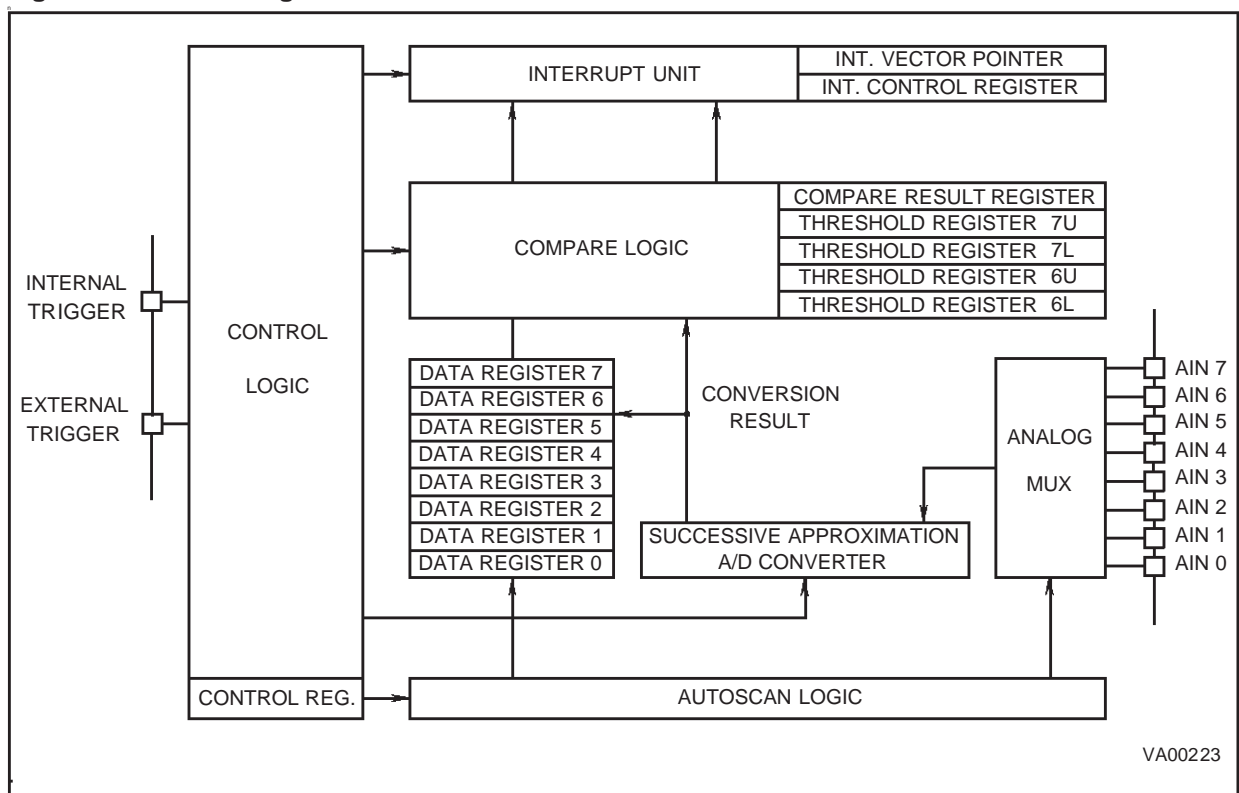 INTERRUPT UNIT
INT. VECTOR POINTER
INT. CONTROL REGISTER
COMPARE LOGIC
COMPARE RESULT REGISTER
THRESHOLD REGISTER 7U
THRESHOLD REGISTER 7L
THRESHOLD REGISTER 6U
THRESHOLD REGISTER 6L
INTERNAL
TRIGGER
EXTERNAL
TRIGGER
CONTROL
LOGIC
DATA REGISTER 7
DATA REGISTER 6
DATA REGISTER 5
DATA REGISTER 4
DATA REGISTER 3
DATA REGISTER 2
DATA REGISTER 1
DATA REGISTER 0
CONVERSION
RESULT
SUCCESSIVE APPROXIMATION
A/D CONVERTER
ANALOG
MUX
AIN 7
AIN 6
AIN 5
AIN 4
AIN 3
AIN 2
AIN 1
AIN 0
CONTROL REG.
AUTOSCAN LOGIC
VA00223